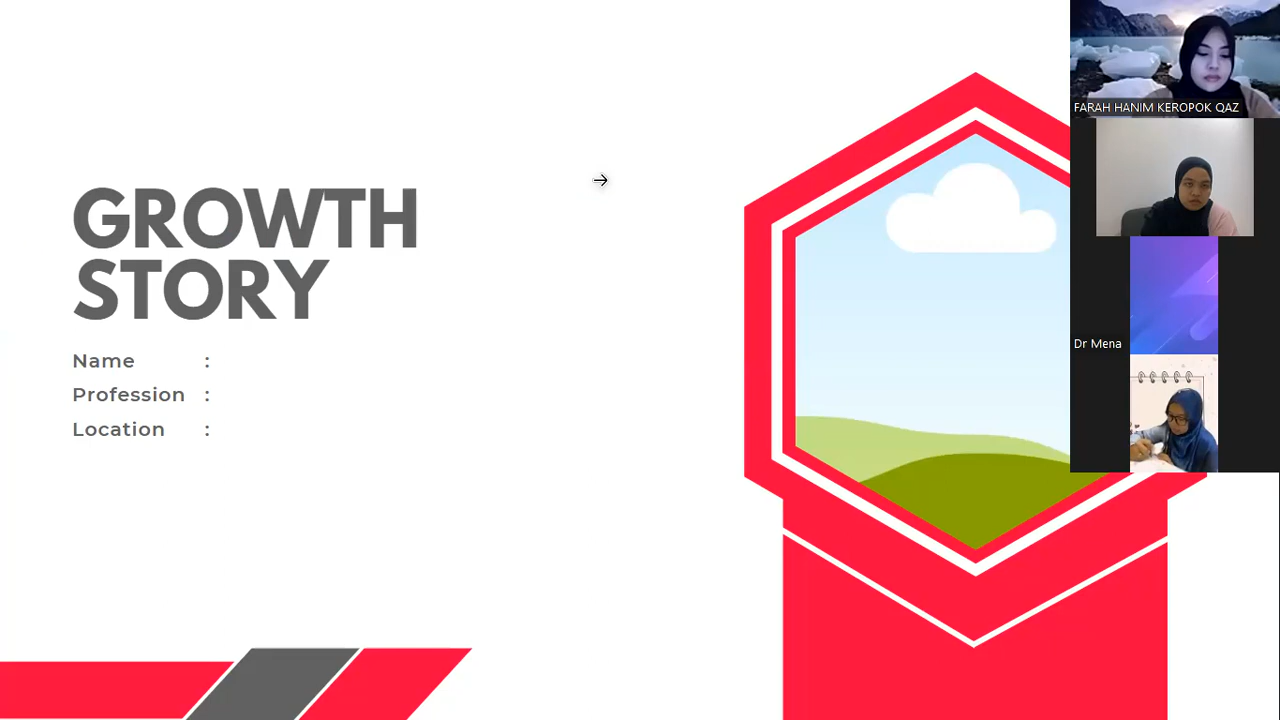 GROWTH
STORY
Name :
Profession :
Location :
FARAH HANIM KEROPOK QAZ
Dr Mena